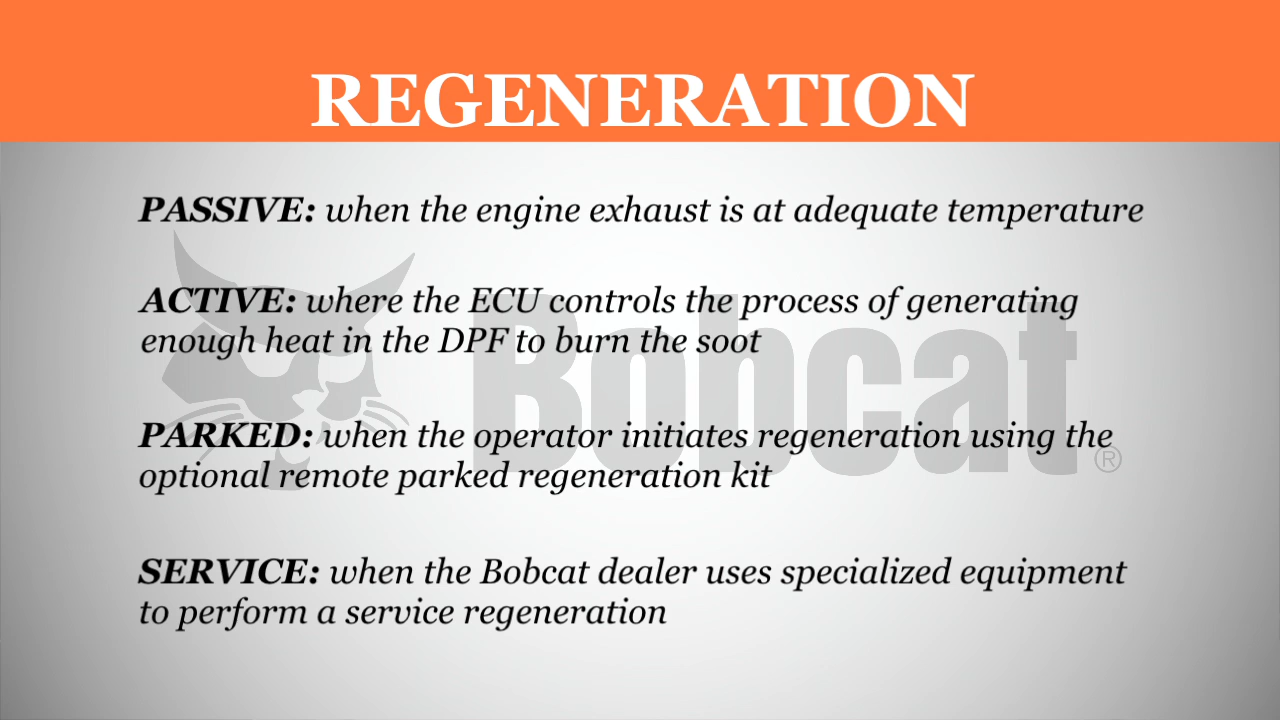 REGENERATION
PASSIVE: when the engine exhaust is at adequate temperature
ACTIVE: where the ECU controls the process of generating
enough heat in the DPF to burn the soot
Bobcat®
PARKED: when the operator initiates regeneration using the
optional remote parked regeneration kit
SERVICE: when the Bobcat dealer uses specialized equipment
to perform a service regeneration